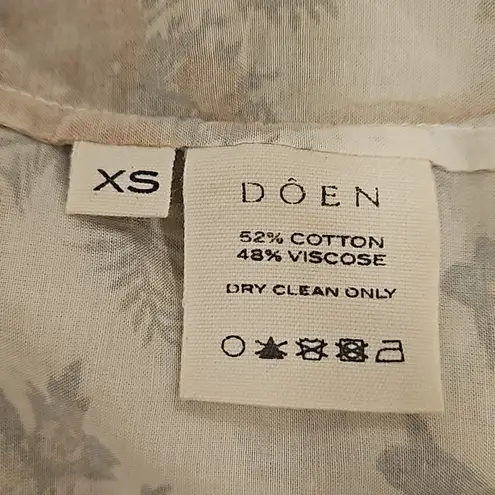 XS
DÔEN
52% COTTON
48% VISCOSE
DRY CLEAN ONLY